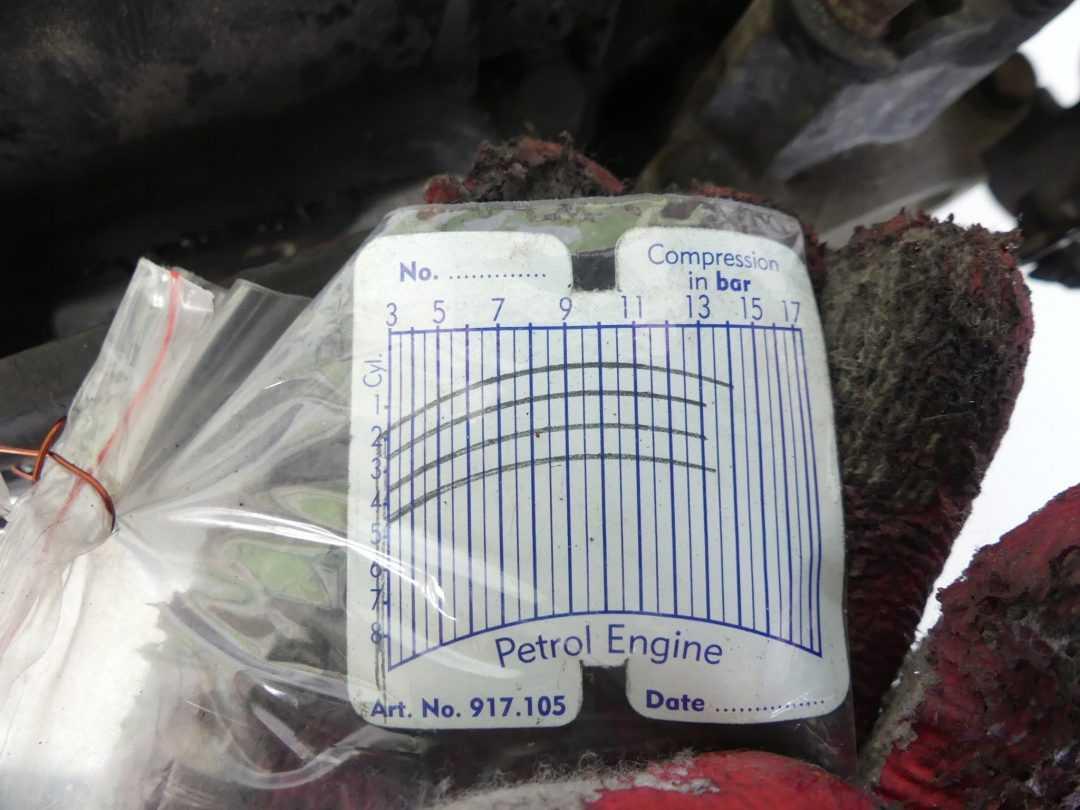 No. .............
Compression
in bar
3 5 7 9 11 13 15 17
Cyl.
1
2
3
4
5
6
7
8
Petrol Engine
Art. No. 917.105
Date ...............